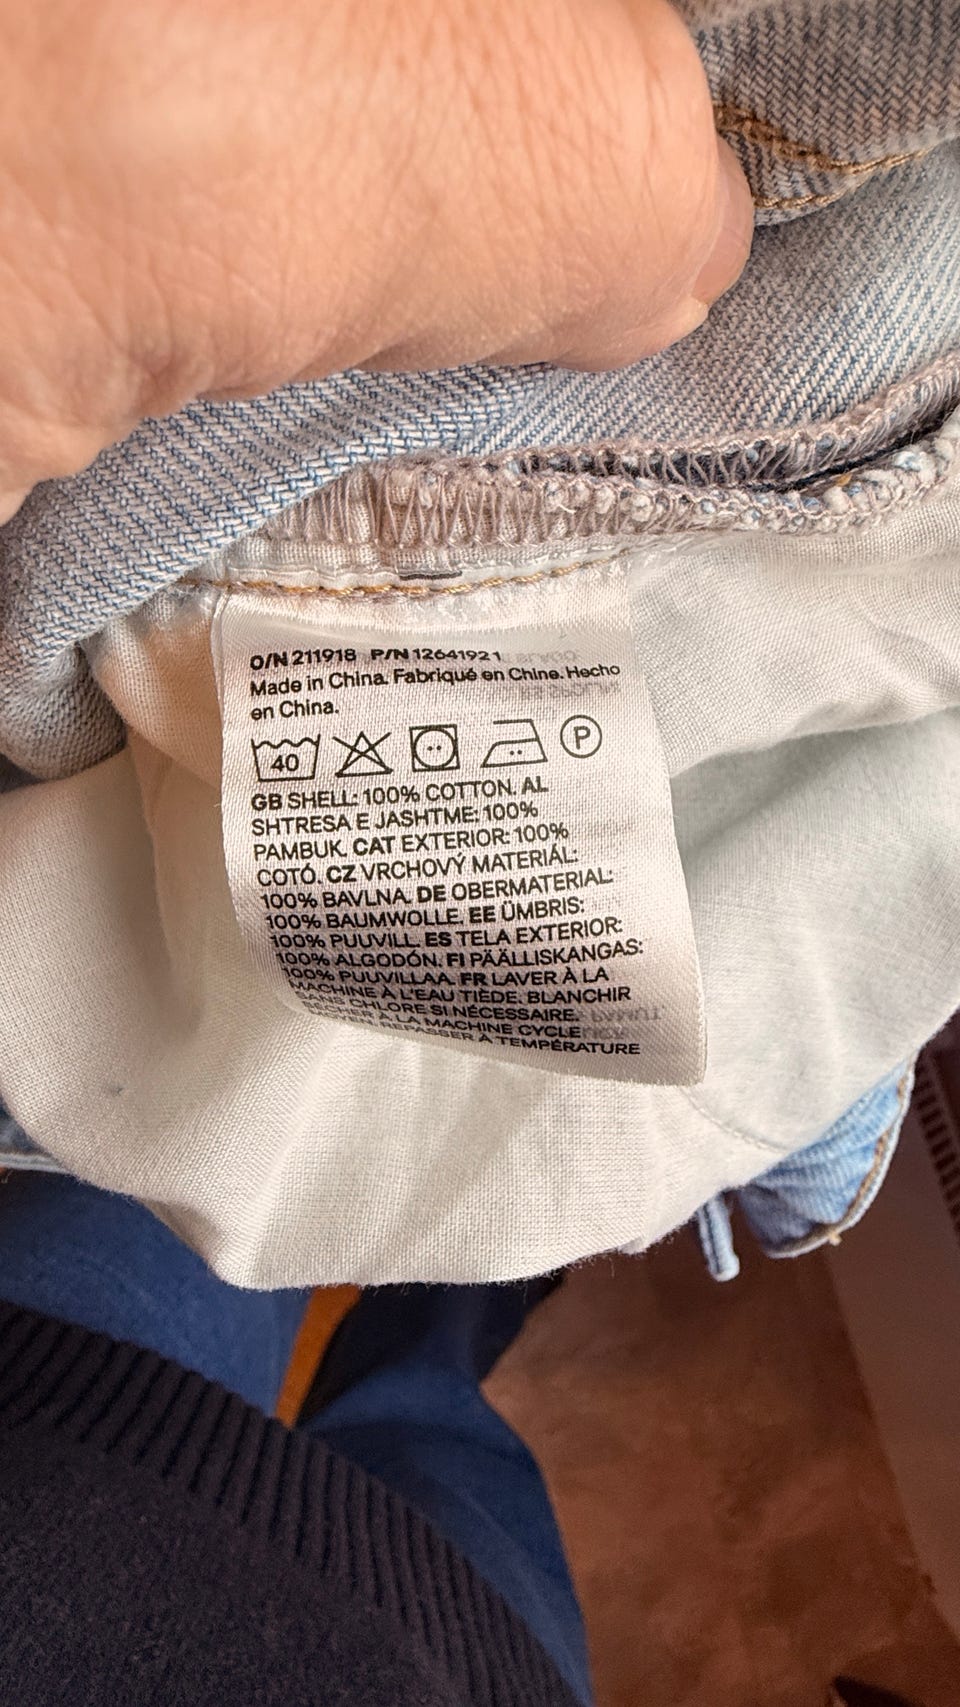 O/N 211918 P/N 12641921
Made in China. Fabriqué en Chine. Hecho
en China.
40 P
GB SHELL: 100% COTTON. AL
SHTRESA E JASHTME: 100%
PAMBUK. CAT EXTERIOR: 100%
COTÓ. CZ VRCHOVÝ MATERIÁL:
100% BAVLNA. DE OBERMATERIAL:
100% BAUMWOLLE. EE ÜMBRIS:
100% PUUVILL. ES TELA EXTERIOR:
100% ALGODÓN. FI PÄÄLLISKANGAS:
100% PUUVILLAA. FR LAVER À LA
MACHINE À L'EAU TIÈDE. BLANCHIR
SANS CHLORE SI NÉCESSAIRE.
SÉCHER À LA MACHINE CYCLE
REPASSER À TEMPÉRATURE